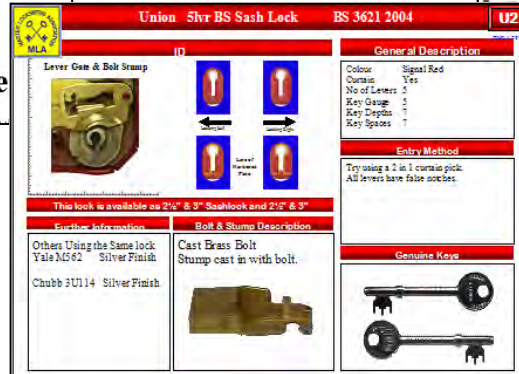 Union 5lvr BS Sash Lock BS 3621 2004 U2
MLA
e
ID
Lever Gate & Bolt Stump
General Description
Colour Signal Red
Curtain Yes
No of Levers 5
Key Gauge 5
Key Depths 7
Key Spaces 7
Entry Method
Try using a 2 in 1 curtain pick.
All levers have false notches.
This lock is available as 2½" & 3" Sashlock and 2½" & 3"
Further Information
Others Using the Same lock
Yale M562 Silver Finish
Chubb 3U114 Silver Finish
Bolt & Stump Description
Cast Brass Bolt
Stump cast in with bolt.
Genuine Keys